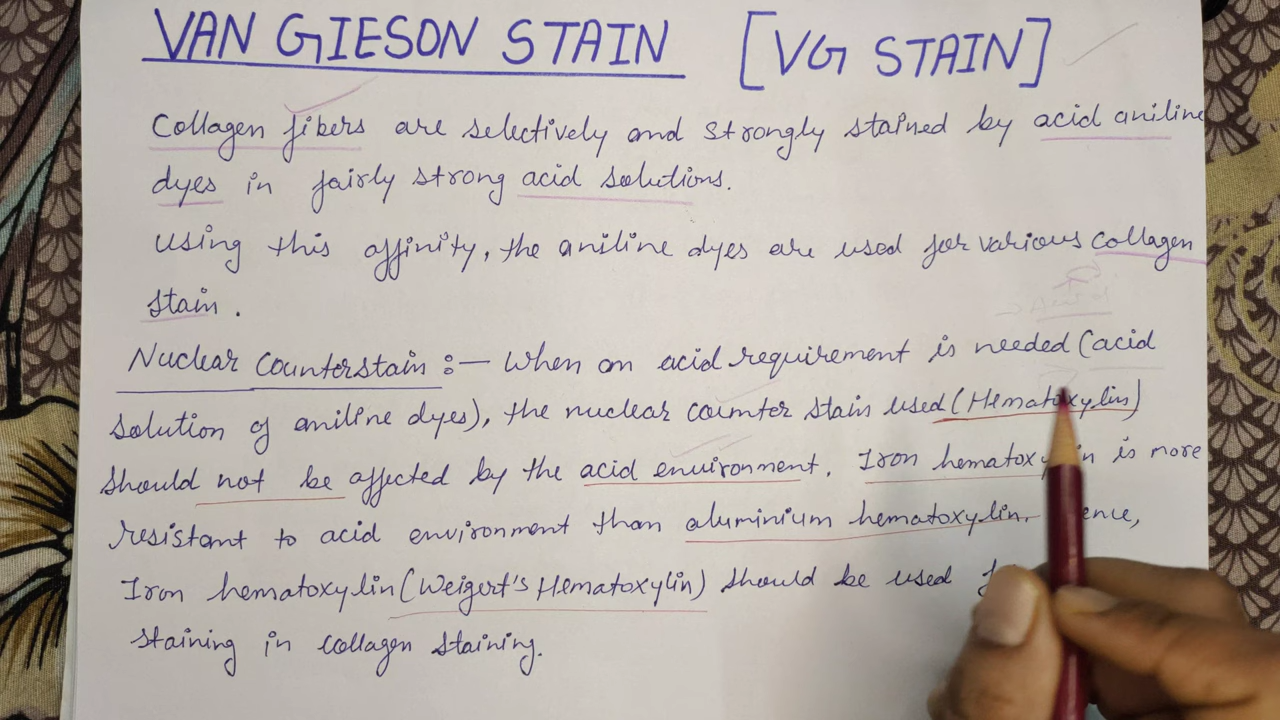 VAN GIESON STAIN [VG STAIN]
Collagen fibers are selectively and strongly stained by acid aniline
dyes in fairly strong acid solutions.
Using this affinity, the aniline dyes are used for various collagen
stain.
Nuclear Counterstain :— When an acid requirement is needed (acid
solution of aniline dyes), the nuclear counter stain used (Hematoxylin)
should not be affected by the acid environment. Iron hematoxylin is more
resistant to acid environment than aluminium hematoxylin.
Iron hematoxylin (Weigert's Hematoxylin) should be used
staining in collagen staining.